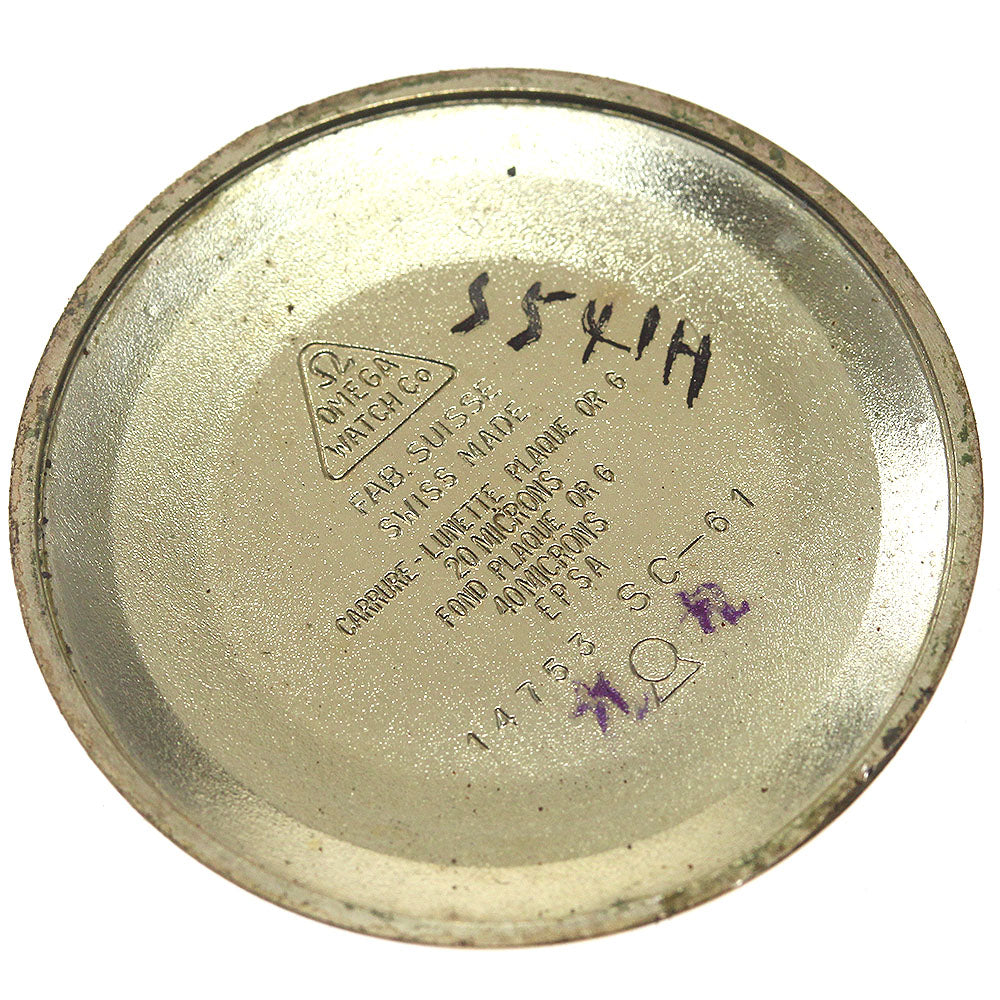 S541H
Ω
OMEGA
WATCH Co
FAB. SUISSE
SWISS MADE
CARRURE - LUNETTE PLAQUE OR G
20 MICRONS
FOND PLAQUE OR G
40 MICRONS
EPSA
14753 SC-61